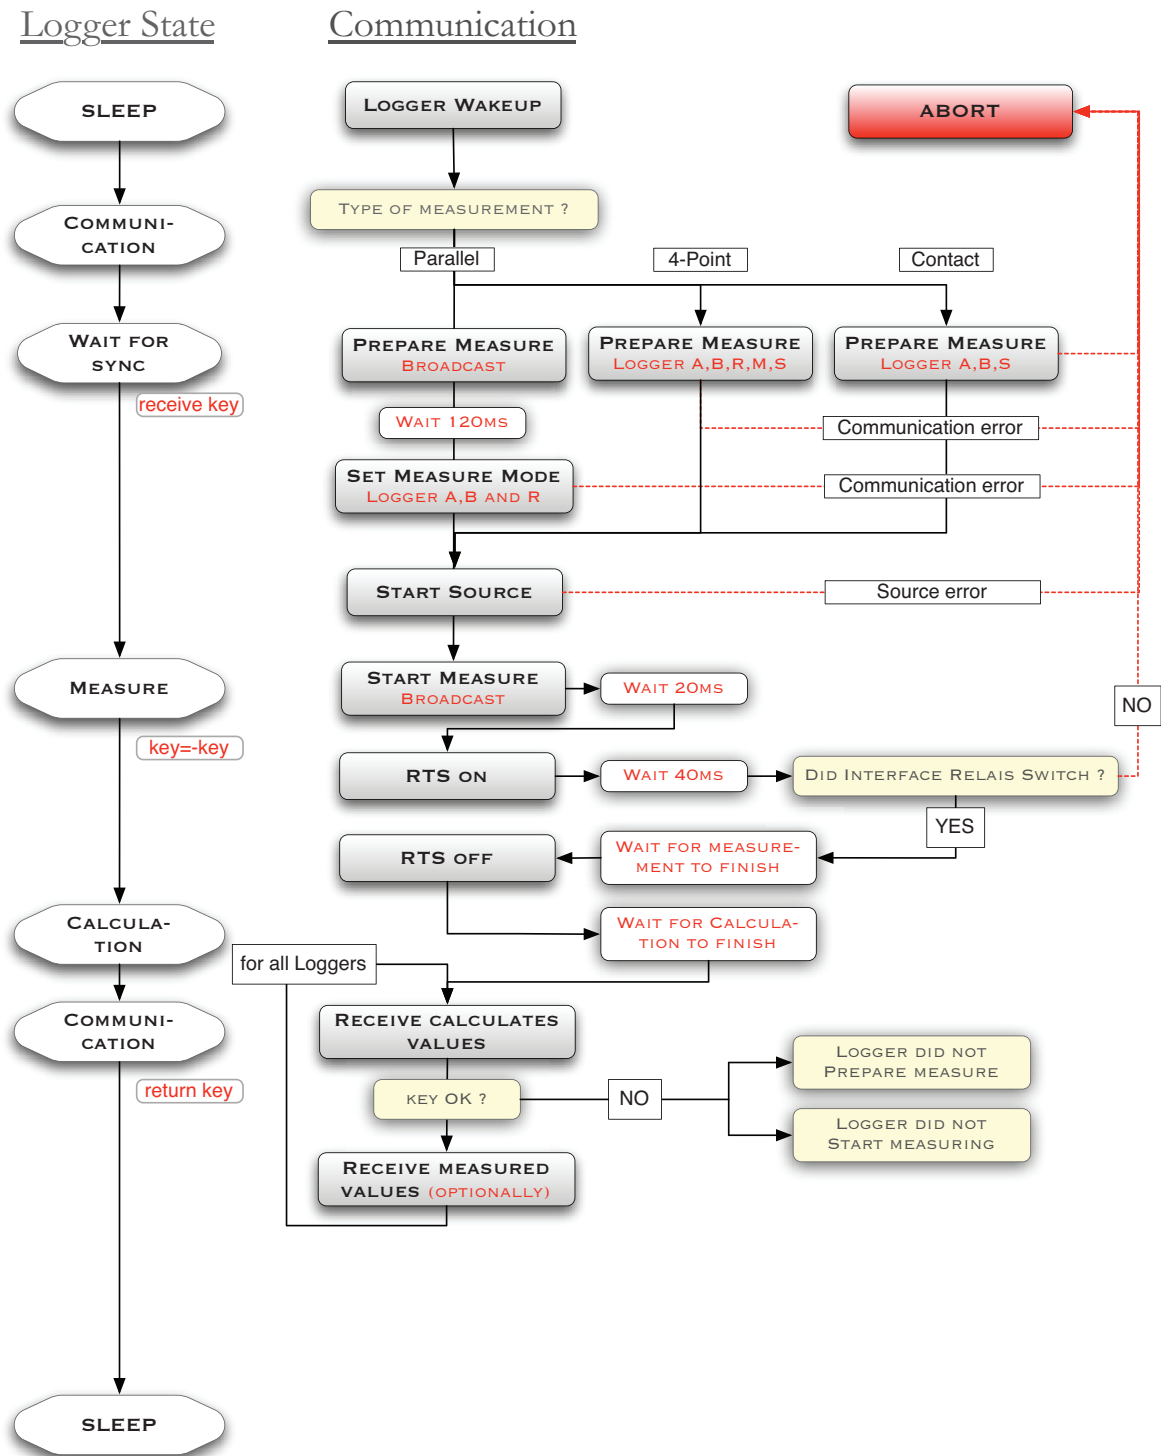 Logger State
Communication
SLEEP
LOGGER WAKEUP
ABORT
TYPE OF MEASUREMENT ?
COMMUNI-
CATION
Parallel
4-Point
Contact
WAIT FOR
SYNC
PREPARE MEASURE
BROADCAST
PREPARE MEASURE
LOGGER A,B,R,M,S
PREPARE MEASURE
LOGGER A,B,S
receive key
WAIT 120MS
Communication error
SET MEASURE MODE
LOGGER A,B AND R
Communication error
START SOURCE
Source error
MEASURE
START MEASURE
BROADCAST
WAIT 20MS
NO
key=-key
RTS ON
WAIT 40MS
DID INTERFACE RELAIS SWITCH ?
YES
RTS OFF
WAIT FOR MEASURE-
MENT TO FINISH
CALCULA-
TION
WAIT FOR CALCULA-
TION TO FINISH
for all Loggers
COMMUNI-
CATION
RECEIVE CALCULATES
VALUES
return key
KEY OK ?
NO
LOGGER DID NOT
PREPARE MEASURE
LOGGER DID NOT
START MEASURING
RECEIVE MEASURED
VALUES (OPTIONALLY)
SLEEP